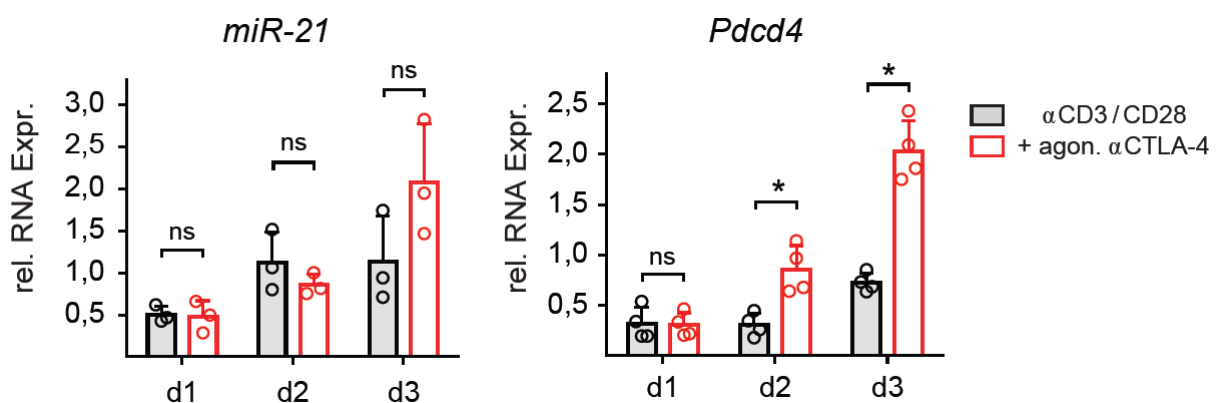 miR-21
rel. RNA Expr.
3,0
2,5
2,0
1,5
1,0
0,5
ns
ns
ns
d1
d2
d3
Pdcd4
rel. RNA Expr.
2,5
2,0
1,5
1,0
0,5
ns
*
*
d1
d2
d3
αCD3 / CD28
+ agon. αCTLA-4